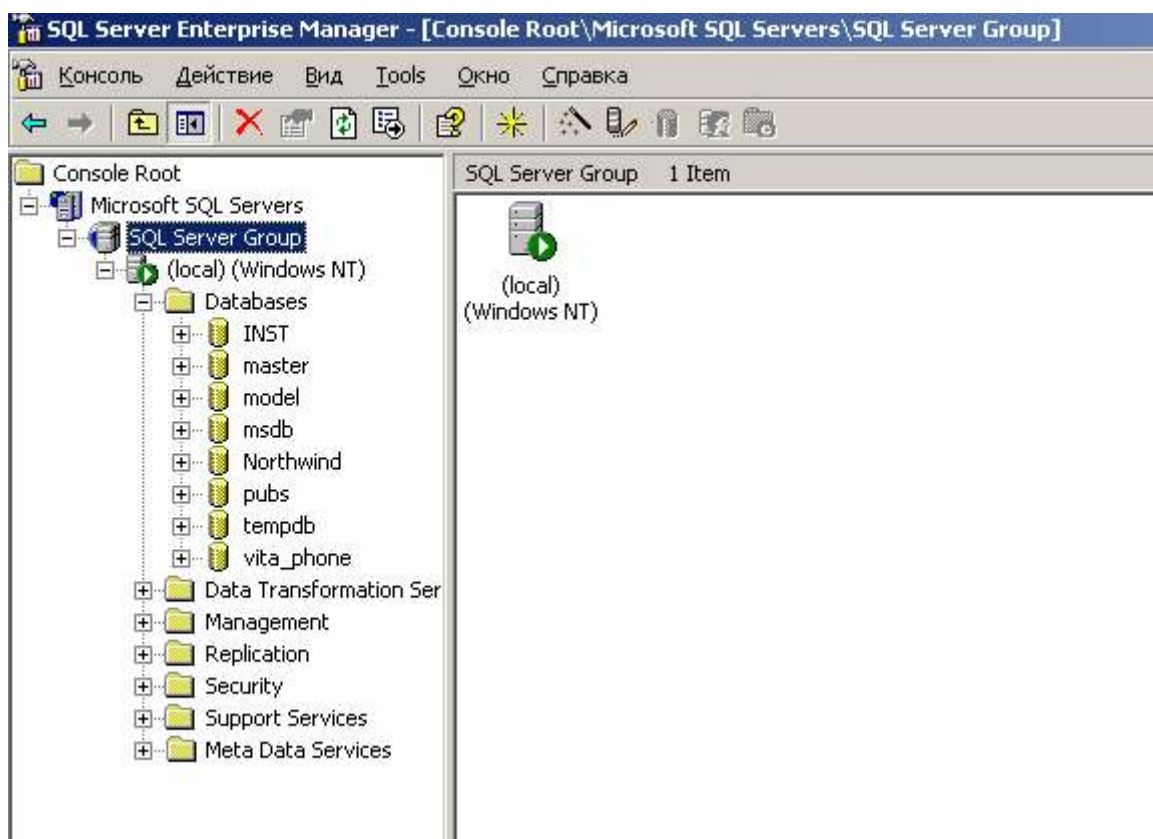 SQL Server Enterprise Manager - [Console Root\Microsoft SQL Servers\SQL Server Group]
Консоль Действие Вид Tools Окно Справка
Console Root
Microsoft SQL Servers
SQL Server Group
(local) (Windows NT)
Databases
INST
master
model
msdb
Northwind
pubs
tempdb
vita_phone
Data Transformation Ser
Management
Replication
Security
Support Services
Meta Data Services
SQL Server Group 1 Item
(local)
(Windows NT)